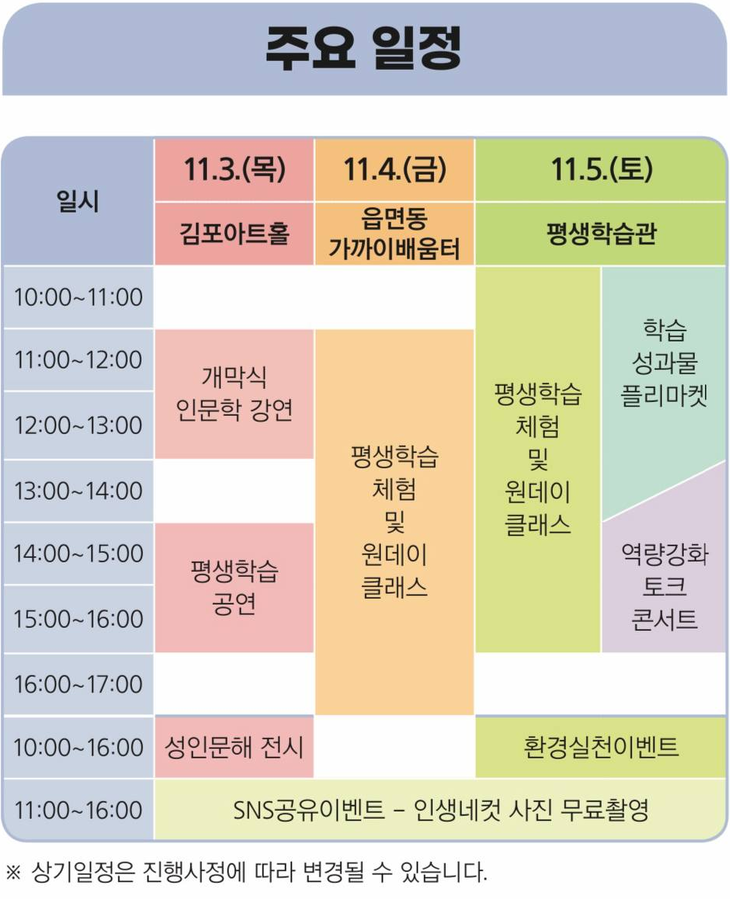 주요 일정
일시
11.3.(목)
11.4.(금)
11.5.(토)
김포아트홀
읍면동
가까이배움터
평생학습관
10:00~11:00
11:00~12:00
12:00~13:00
13:00~14:00
14:00~15:00
15:00~16:00
16:00~17:00
10:00~16:00
11:00~16:00
개막식
인문학 강연
평생학습
공연
성인문해 전시
평생학습
체험
및
원데이
클래스
평생학습
체험
및
원데이
클래스
학습
성과물
플리마켓
역량강화
토크
콘서트
환경실천이벤트
SNS공유이벤트 – 인생네컷 사진 무료촬영
※ 상기일정은 진행사정에 따라 변경될 수 있습니다.